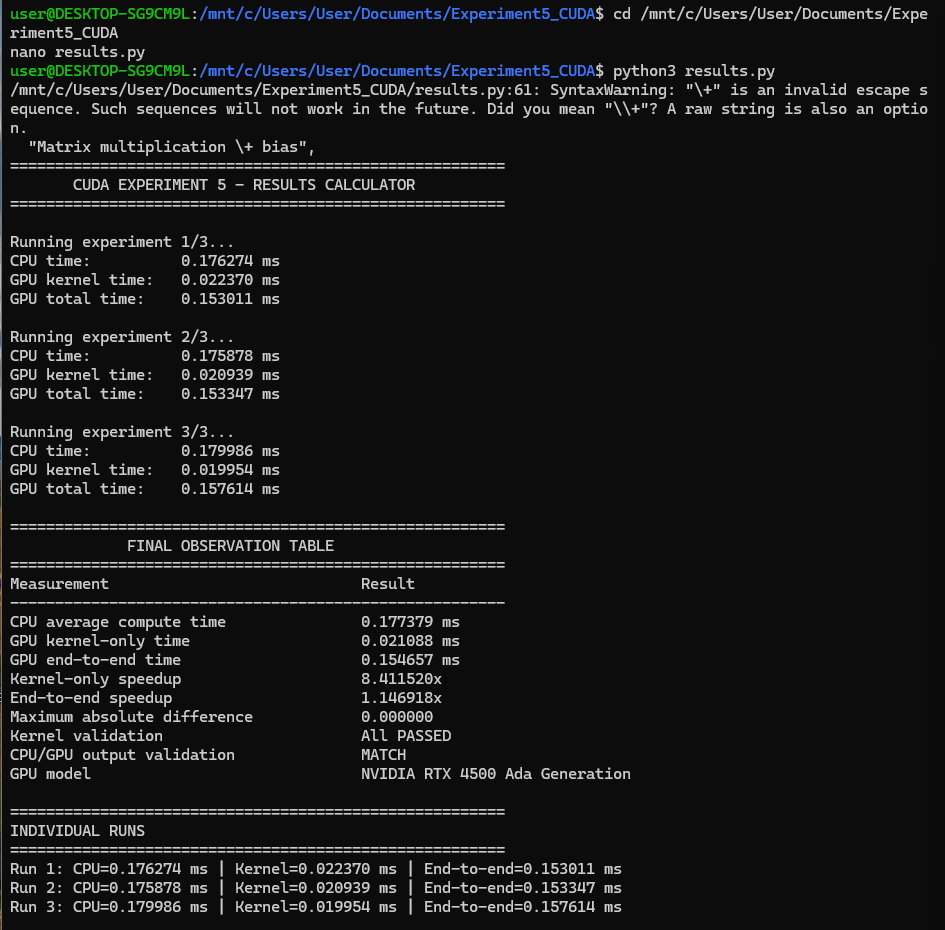 user@DESKTOP-SG9CM9L:/mnt/c/Users/User/Documents/Experiment5_CUDA$ cd /mnt/c/Users/User/Documents/Expe
riment5_CUDA
nano results.py
user@DESKTOP-SG9CM9L:/mnt/c/Users/User/Documents/Experiment5_CUDA$ python3 results.py
/mnt/c/Users/User/Documents/Experiment5_CUDA/results.py:61: SyntaxWarning: "\+" is an invalid escape s
equence. Such sequences will not work in the future. Did you mean "\\+"? A raw string is also an optio
n.
  "Matrix multiplication \+ bias",
=======================================================
       CUDA EXPERIMENT 5 - RESULTS CALCULATOR
=======================================================

Running experiment 1/3...
CPU time:          0.176274 ms
GPU kernel time:   0.022370 ms
GPU total time:    0.153011 ms

Running experiment 2/3...
CPU time:          0.175878 ms
GPU kernel time:   0.020939 ms
GPU total time:    0.153347 ms

Running experiment 3/3...
CPU time:          0.179986 ms
GPU kernel time:   0.019954 ms
GPU total time:    0.157614 ms

=======================================================
             FINAL OBSERVATION TABLE
=======================================================
Measurement                            Result
-------------------------------------------------------
CPU average compute time               0.177379 ms
GPU kernel-only time                   0.021088 ms
GPU end-to-end time                    0.154657 ms
Kernel-only speedup                    8.411520x
End-to-end speedup                     1.146918x
Maximum absolute difference            0.000000
Kernel validation                      All PASSED
CPU/GPU output validation              MATCH
GPU model                              NVIDIA RTX 4500 Ada Generation

=======================================================
INDIVIDUAL RUNS
=======================================================
Run 1: CPU=0.176274 ms | Kernel=0.022370 ms | End-to-end=0.153011 ms
Run 2: CPU=0.175878 ms | Kernel=0.020939 ms | End-to-end=0.153347 ms
Run 3: CPU=0.179986 ms | Kernel=0.019954 ms | End-to-end=0.157614 ms